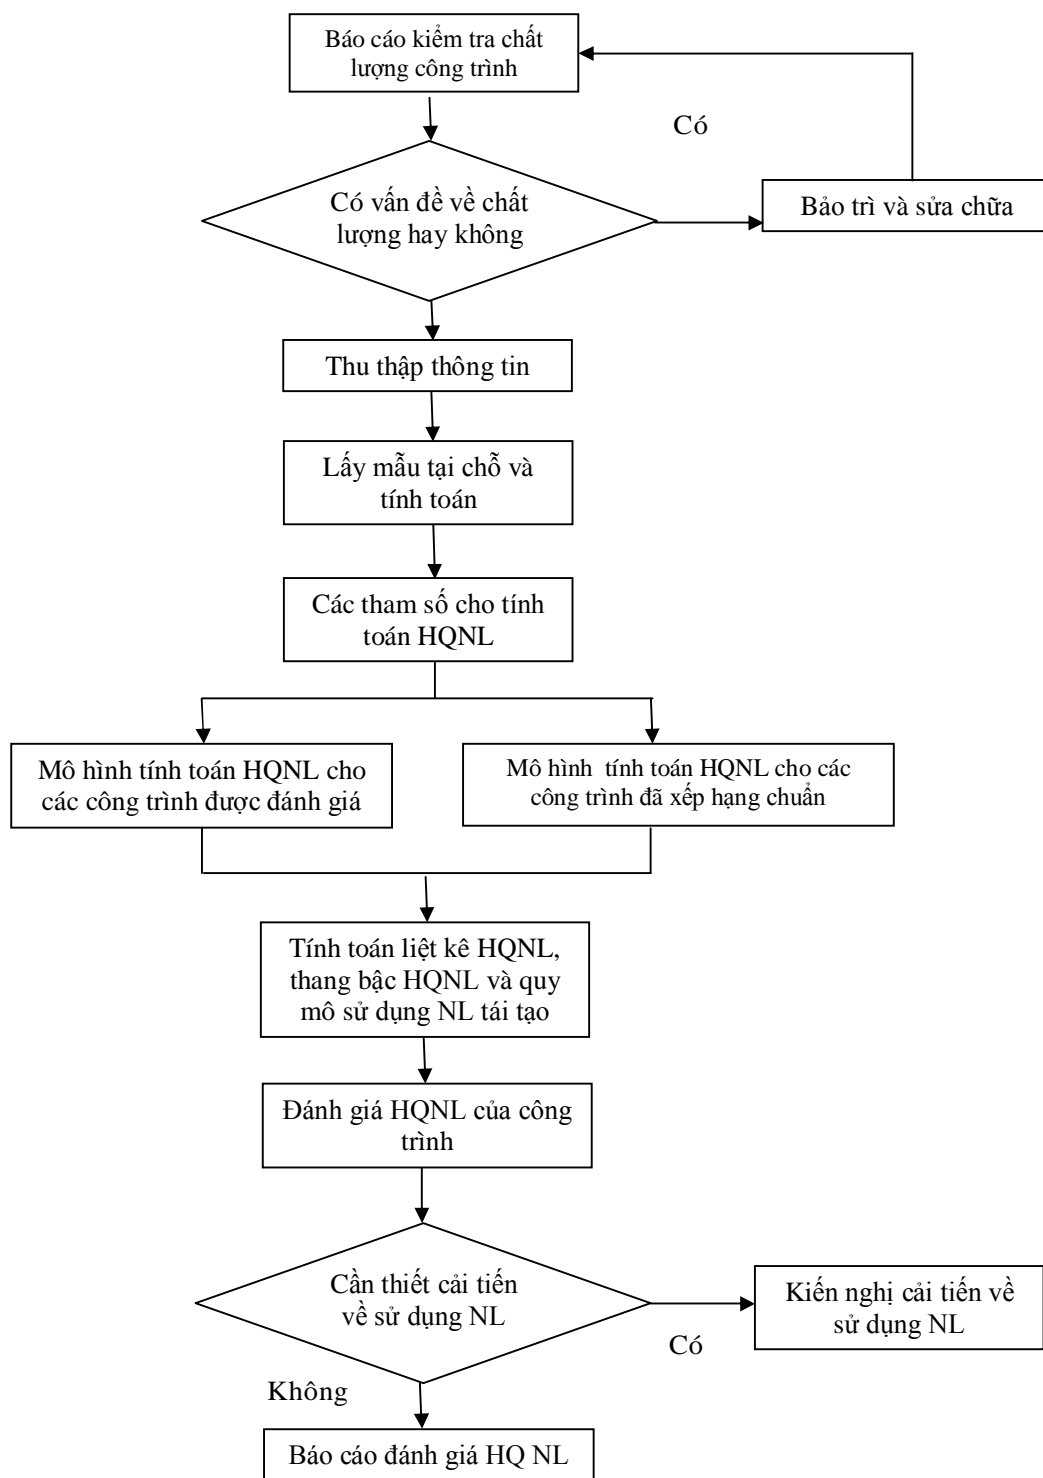 Báo cáo kiểm tra chất
lượng công trình
Có
Có vấn đề về chất
lượng hay không
Bảo trì và sửa chữa
Thu thập thông tin
Lấy mẫu tại chỗ và
tính toán
Các tham số cho tính
toán HQNL
Mô hình tính toán HQNL cho
các công trình được đánh giá
Mô hình tính toán HQNL cho các
công trình đã xếp hạng chuẩn
Tính toán liệt kê HQNL,
thang bậc HQNL và quy
mô sử dụng NL tái tạo
Đánh giá HQNL của công
trình
Cần thiết cải tiến
về sử dụng NL
Kiến nghị cải tiến về
sử dụng NL
Có
Không
Báo cáo đánh giá HQ NL